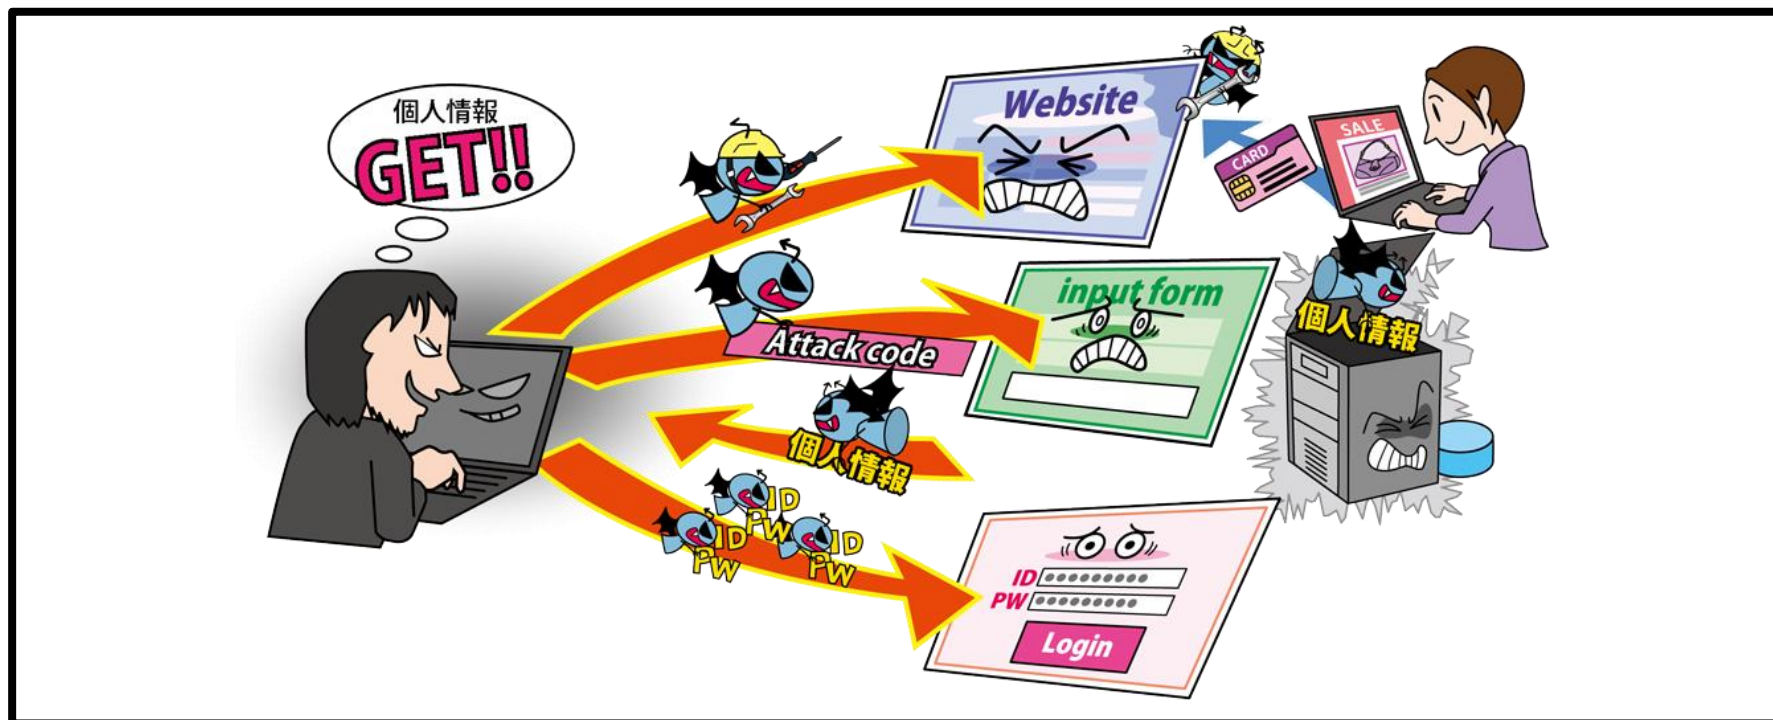 個人情報
GET!!
Website
CARD
SALE
input form
Attack code
個人情報
個人情報
ID
PW
ID
PW
ID
PW
ID
PW
Login